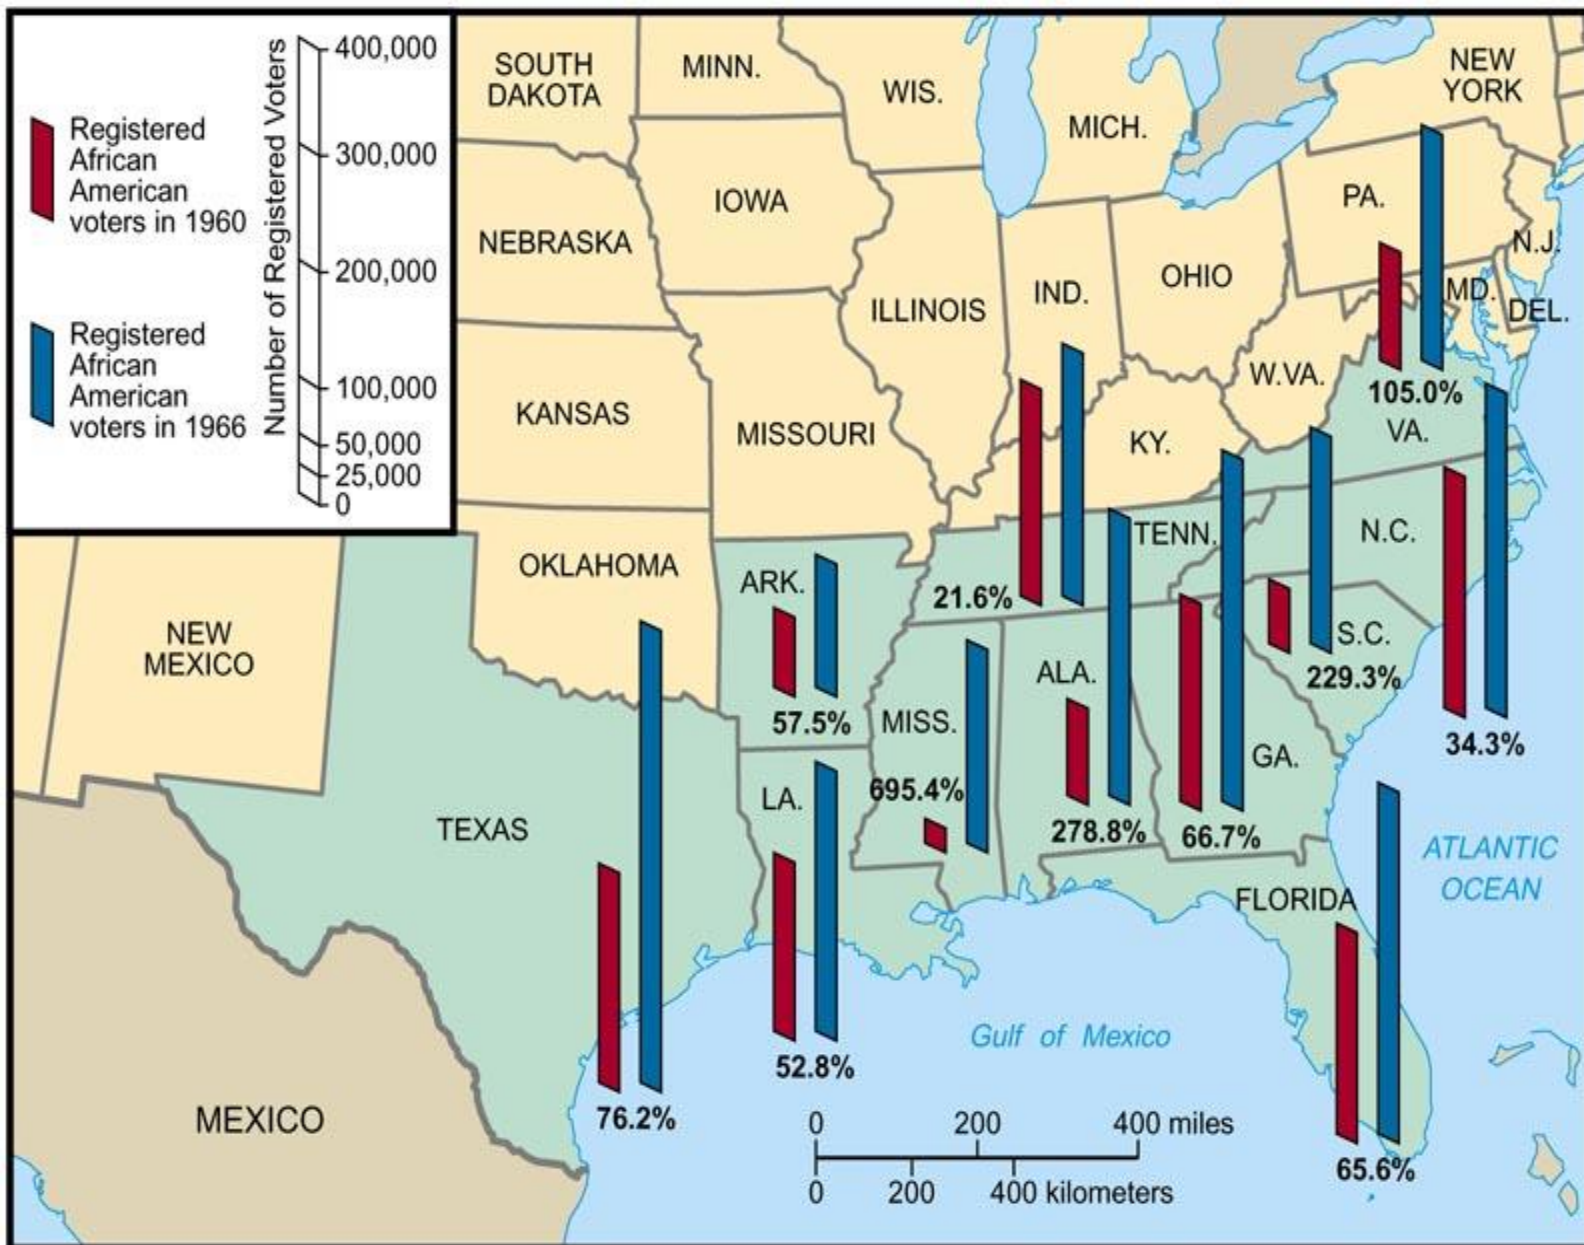 Registered
African
American
voters in 1960
Registered
African
American
voters in 1966
Number of Registered Voters
400,000
300,000
200,000
100,000
50,000
25,000
0
SOUTH
DAKOTA
MINN.
WIS.
MICH.
NEW
YORK
NEBRASKA
IOWA
ILLINOIS
IND.
OHIO
PA.
N.J.
MD.
DEL.
KANSAS
MISSOURI
KY.
W.VA.
105.0%
VA.
NEW
MEXICO
OKLAHOMA
ARK.
57.5%
21.6%
TENN.
N.C.
34.3%
S.C.
229.3%
TEXAS
76.2%
LA.
52.8%
MISS.
695.4%
ALA.
278.8%
GA.
66.7%
FLORIDA
65.6%
ATLANTIC
OCEAN
Gulf of Mexico
MEXICO
0 200 400 miles
0 200 400 kilometers